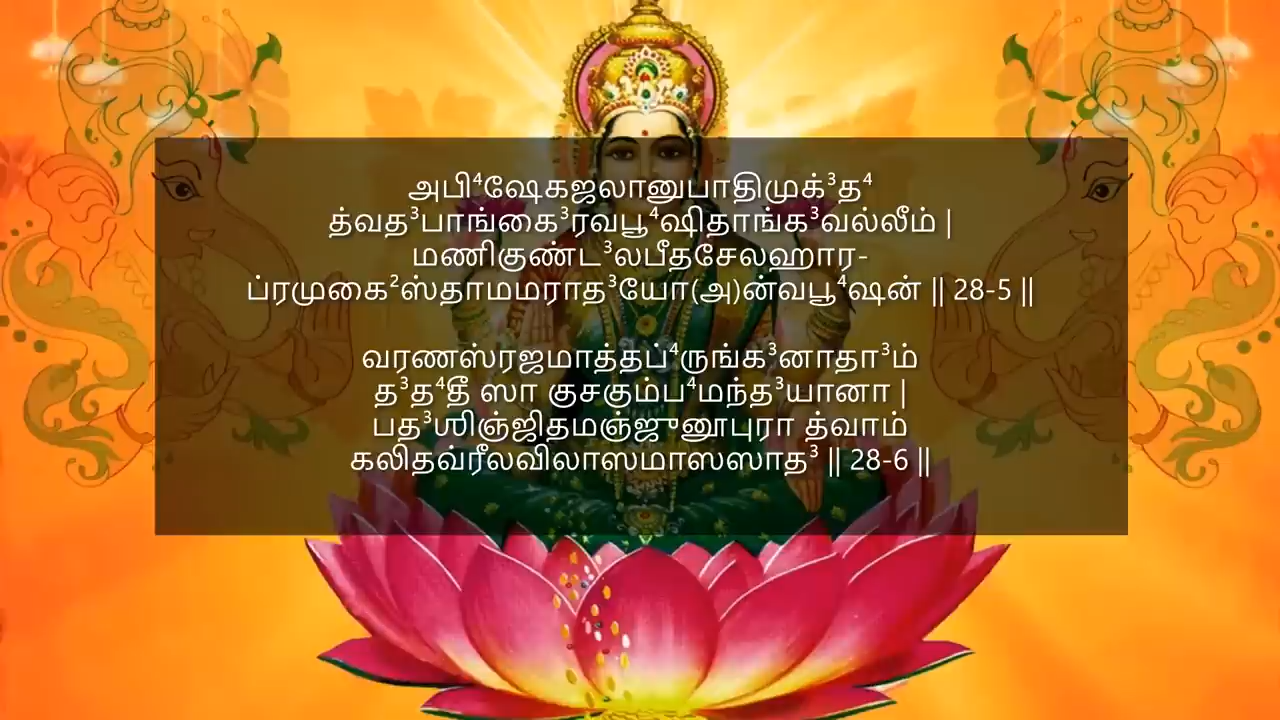 அபி⁴ஷேகஜலானுபாதிமுக்³த⁴
த்வத³பாங்கை³ரவபூ⁴ஷிதாங்க³வல்லீம் |
மணிகுண்ட³லபீதசேலஹார-
ப்ரமுகை²ஸ்தாமமராத³யோ(அ)ன்வபூ⁴ஷன் || 28-5 ||
வரணஸ்ரஜமாத்தப்⁴ருங்க³னாதா³ம்
த³த⁴தீ ஸா குசகும்ப⁴மந்த³யானா |
பத³ஶிஞ்ஜிதமஞ்ஜுனூபுரா த்வாம்
கலிதவ்ரீலவிலாஸமாஸஸாத³ || 28-6 ||